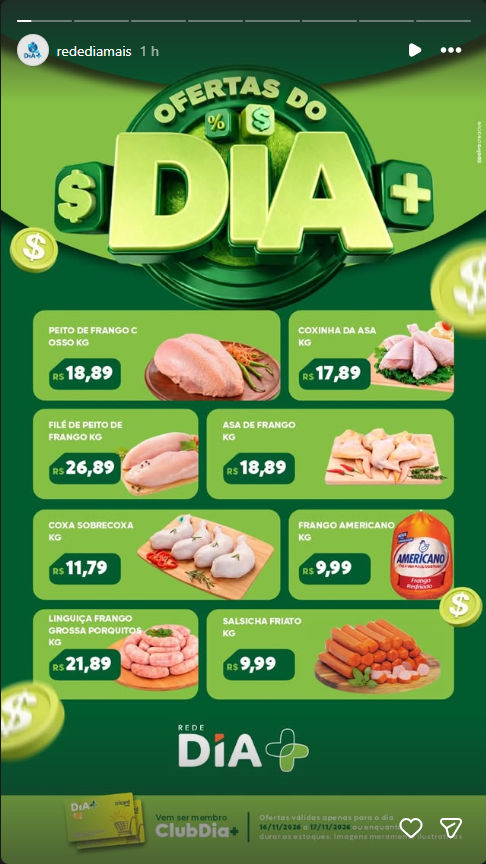 redediamais 1 h
OFERTAS DO
%
$
DiA
$
+
PEITO DE FRANGO C
OSSO KG
R$ 18,89
COXINHA DA ASA
KG
R$ 17,89
FILÉ DE PEITO DE
FRANGO KG
R$ 26,89
ASA DE FRANGO
KG
R$ 18,89
COXA SOBRECOXA
KG
R$ 11,79
FRANGO AMERICANO
KG
R$ 9,99
AMERICANO
Frango
Resfriado
LINGUIÇA FRANGO
GROSSA PORQUITOS
KG
R$ 21,89
SALSICHA FRIATO
KG
R$ 9,99
REDE
DiA
Vem ser membro
ClubDia+
Ofertas válidas apenas para o dia
16/11/2026 a 17/11/2026 ou enquanto
durar os estoques. Imagens meramente ilustrativas